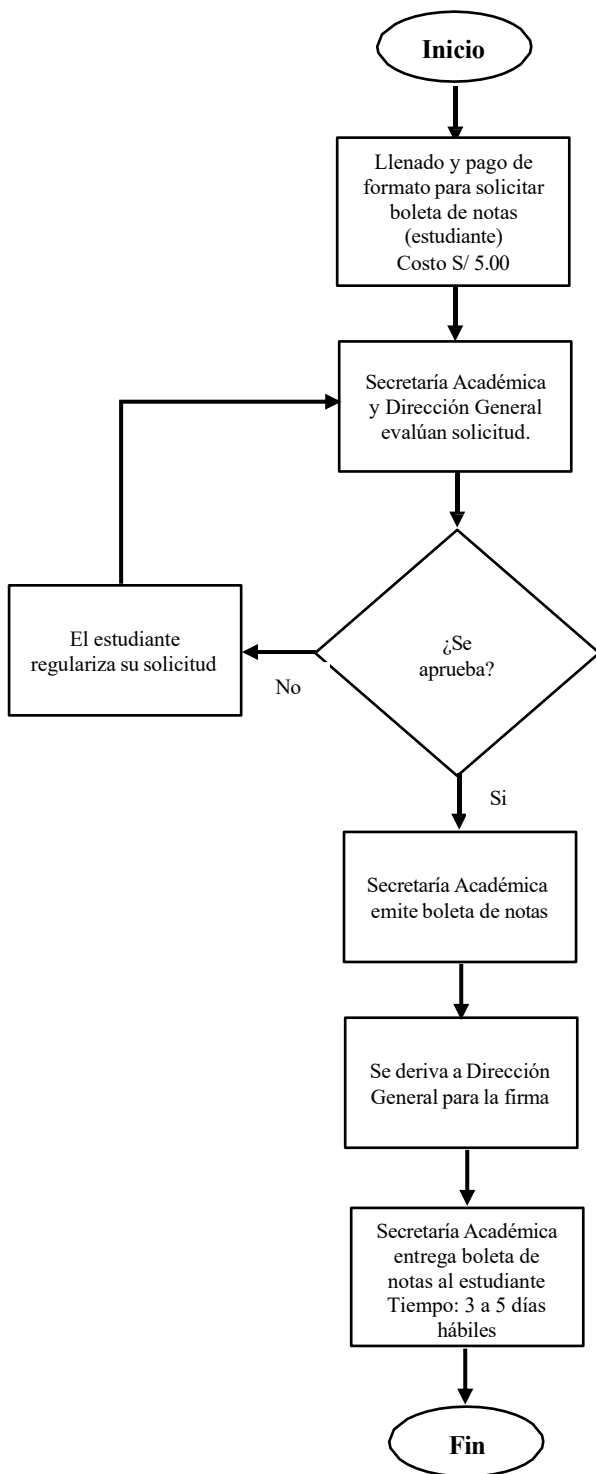 Inicio
Llenado y pago de
formato para solicitar
boleta de notas
(estudiante)
Costo S/ 5.00
Secretaría Académica
y Dirección General
evalúan solicitud.
El estudiante
regulariza su solicitud
¿Se
aprueba?
No
Si
Secretaría Académica
emite boleta de notas
Se deriva a Dirección
General para la firma
Secretaría Académica
entrega boleta de
notas al estudiante
Tiempo: 3 a 5 días
hábiles
Fin